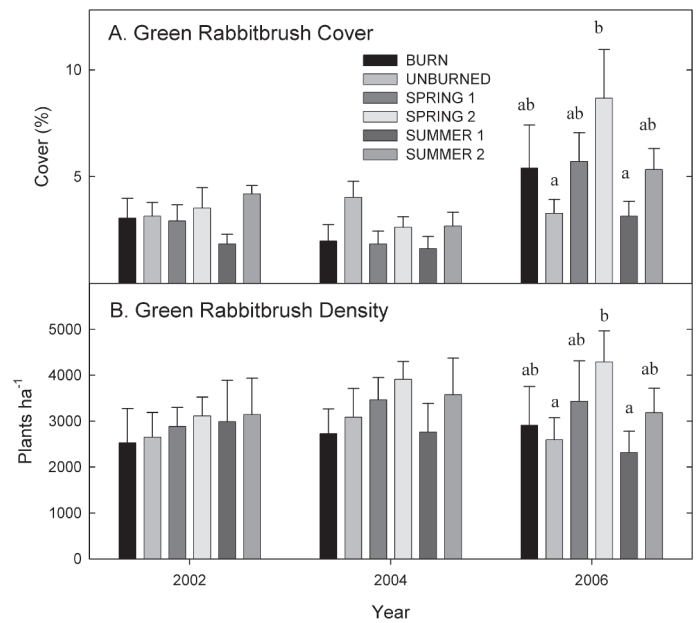 A. Green Rabbitbrush Cover
BURN
UNBURNED
SPRING 1
SPRING 2
SUMMER 1
SUMMER 2
Cover (%)
10
5
ab
a
ab
b
a
ab
B. Green Rabbitbrush Density
Plants ha⁻¹
5000
4000
3000
2000
1000
0
ab
a
ab
b
a
ab
2002 2004 2006
Year